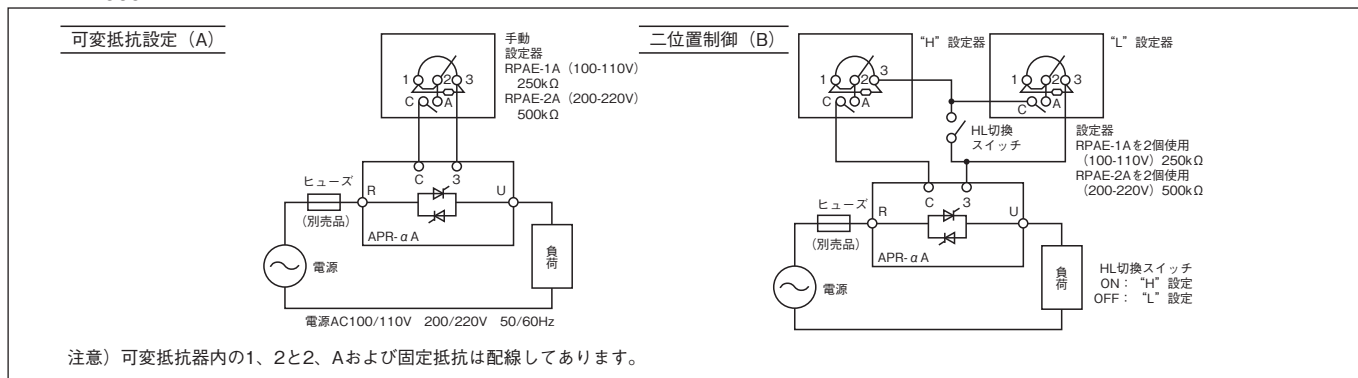 可変抵抗設定（A）
手動
設定器
RPAE-1A（100-110V）
250kΩ
RPAE-2A（200-220V）
500kΩ
1 2 3
C A
ヒューズ
（別売品）
R
C 3
U
APR-αA
電源
負荷
電源AC100/110V 200/220V 50/60Hz
二位置制御（B）
“H”設定器
1 2 3
C A
“L”設定器
1 2 3
C A
HL切換
スイッチ
設定器
RPAE-1Aを2個使用
（100-110V）250kΩ
RPAE-2Aを2個使用
（200-220V）500kΩ
ヒューズ
（別売品）
R
C 3
U
APR-αA
電源
負荷
HL切換スイッチ
ON：“H”設定
OFF：“L”設定
注意）可変抵抗器内の1、2と2、Aおよび固定抵抗は配線してあります。